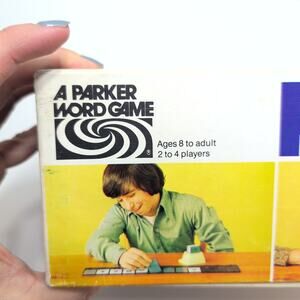 A PARKER
WORD GAME
Ages 8 to adult
2 to 4 players